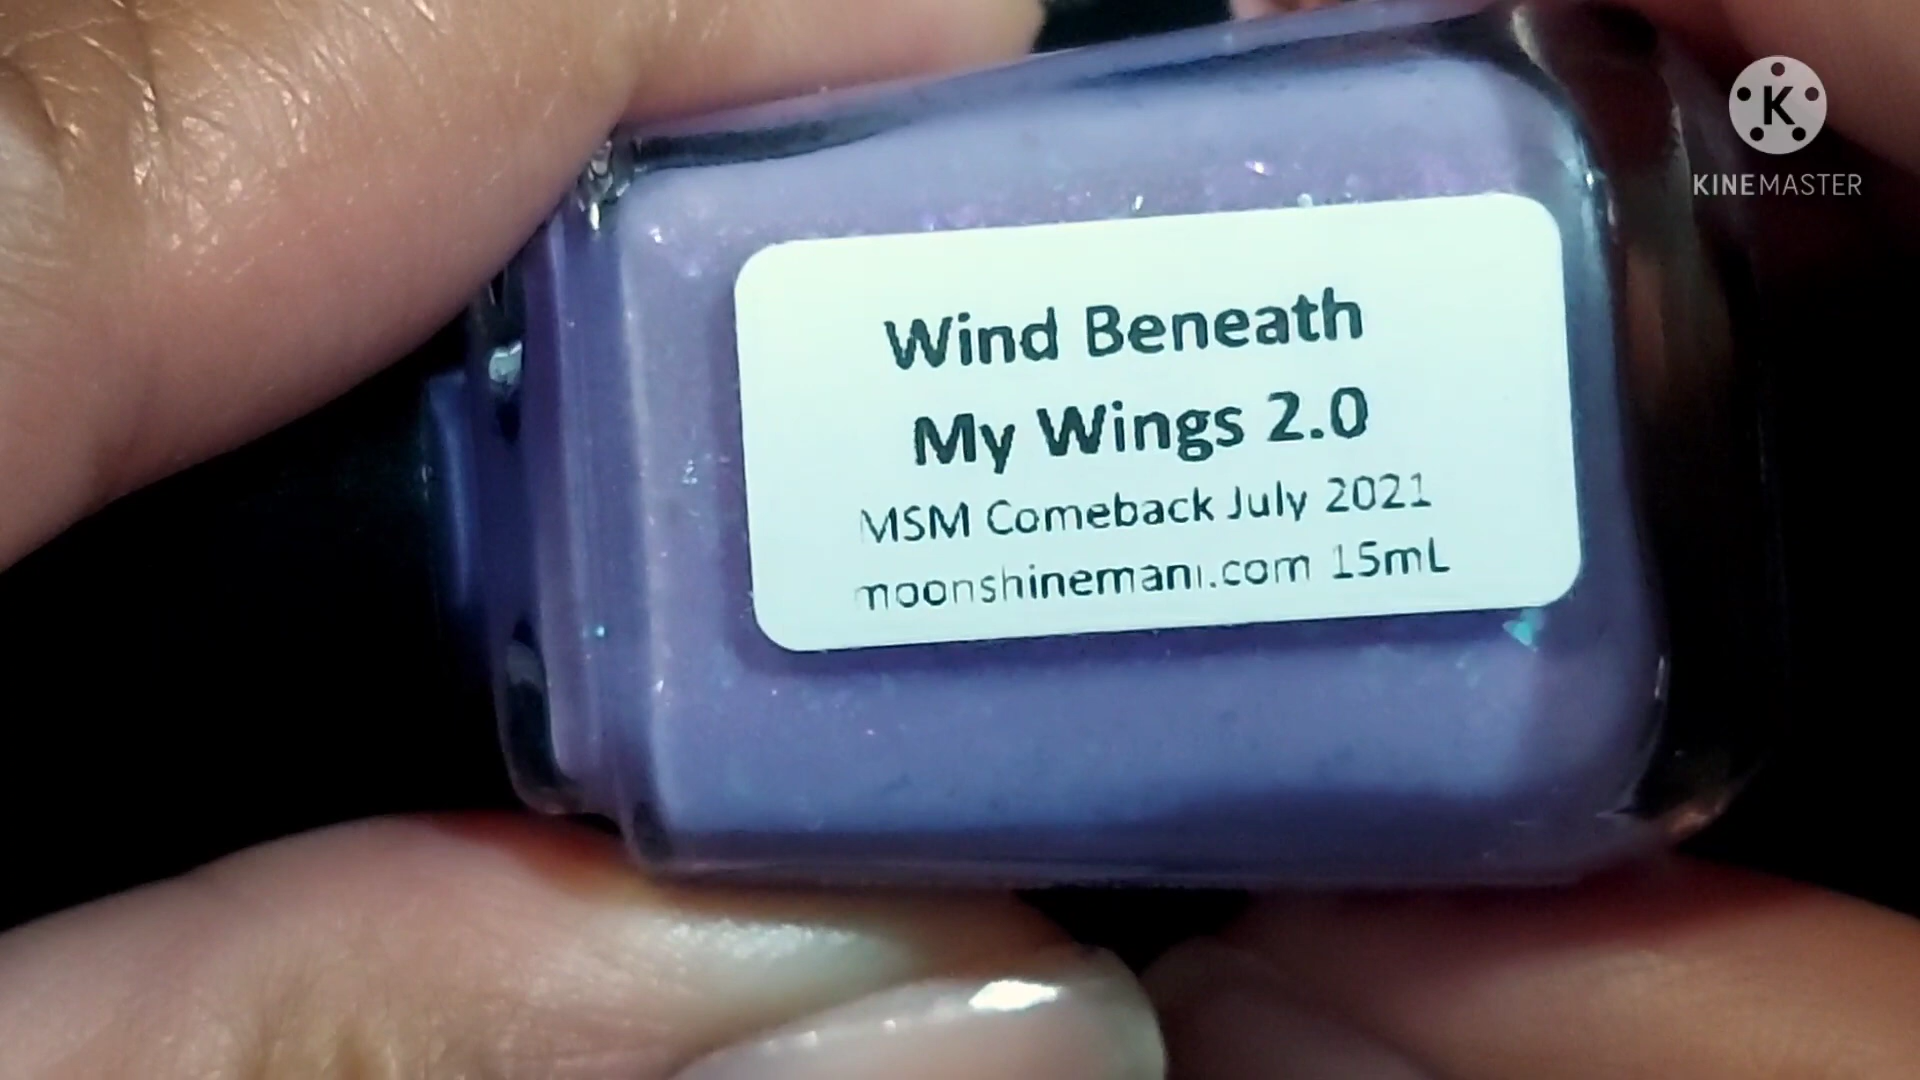 Wind Beneath
My Wings 2.0
MSM Comeback July 2021
moonshinemani.com 15mL
K
KINEMASTER